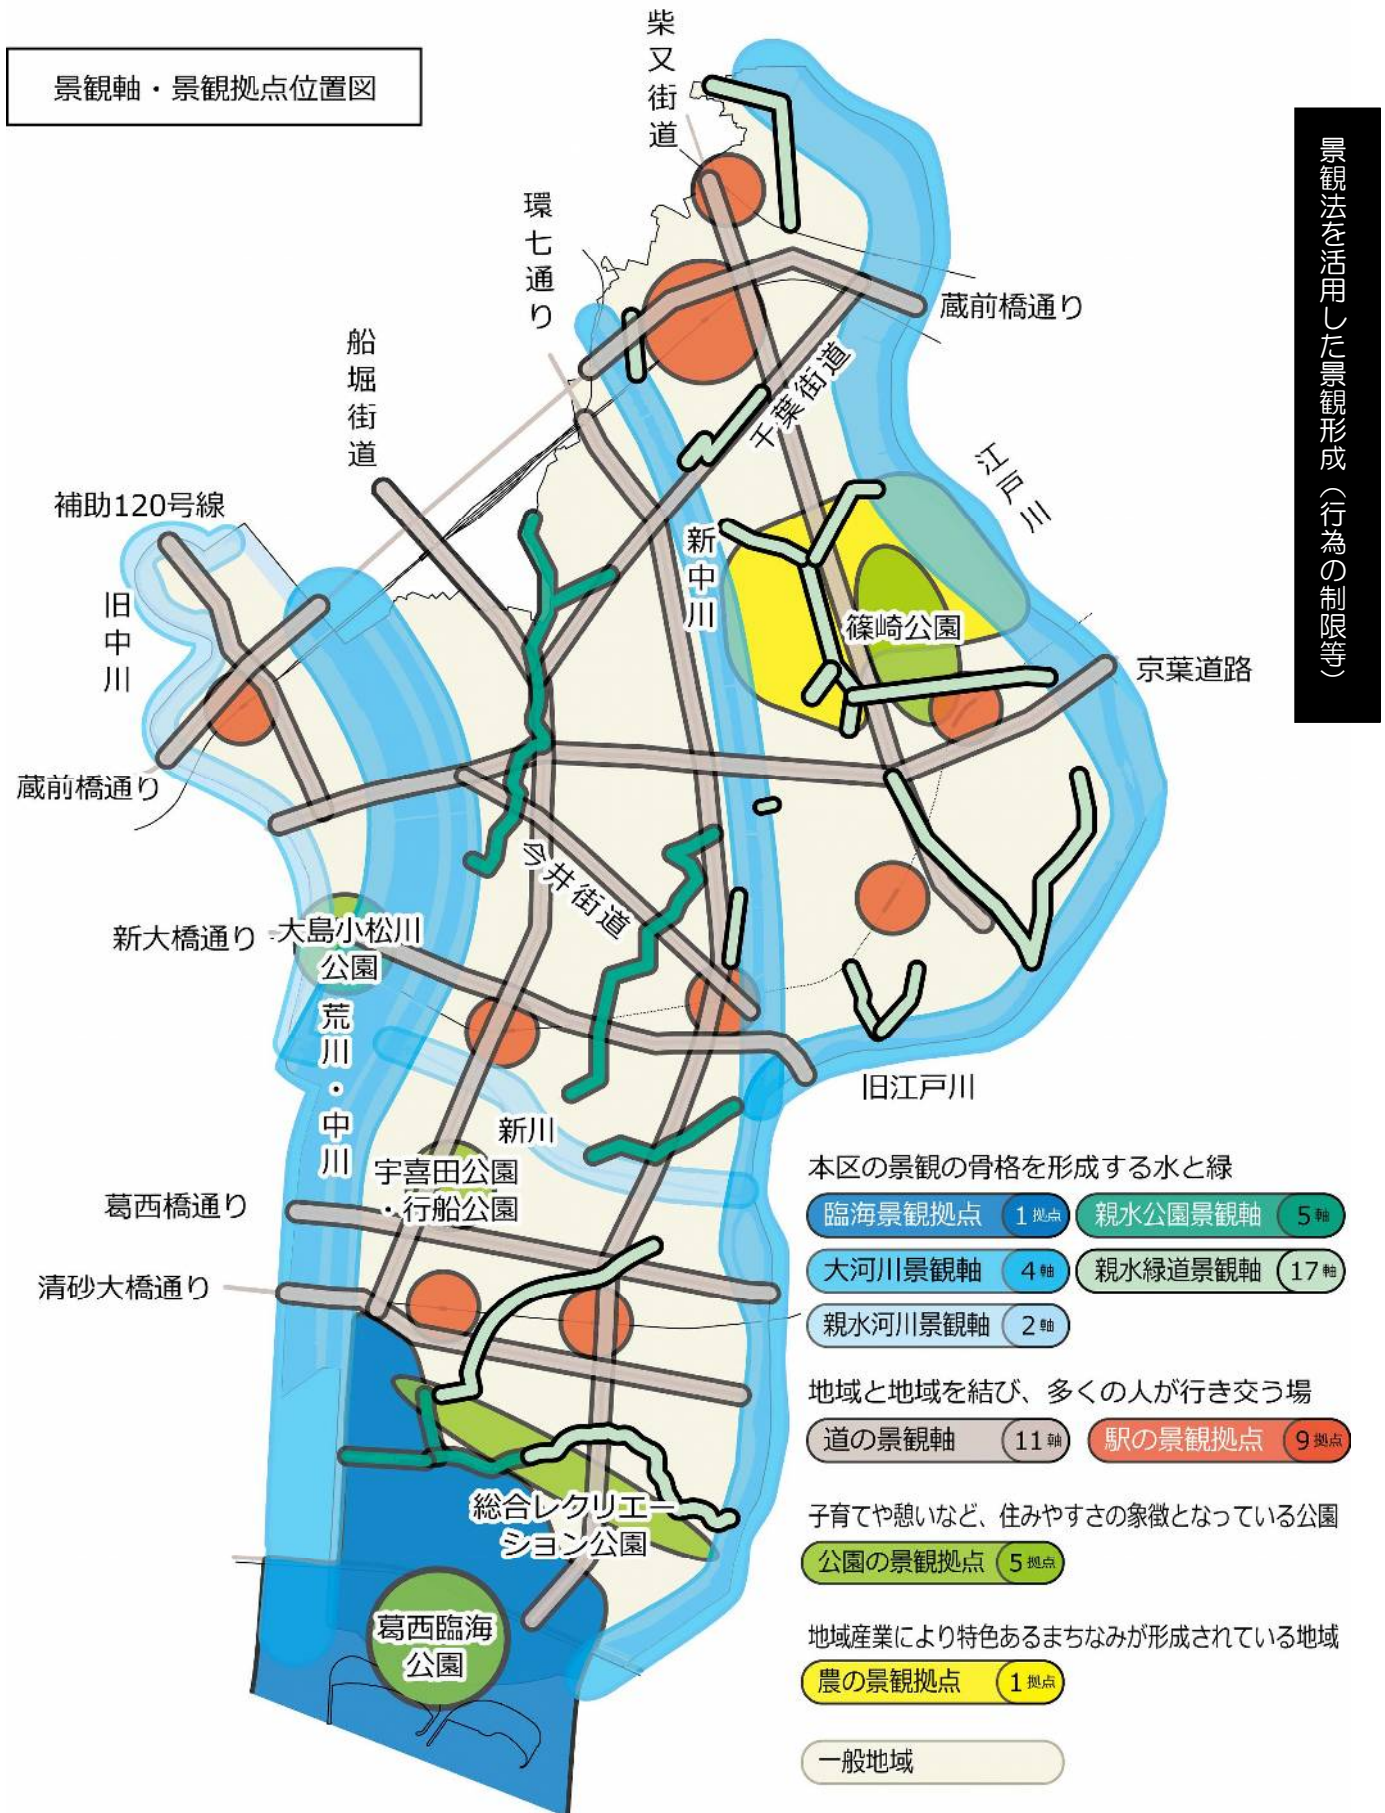 景観軸・景観拠点位置図
景観法を活用した景観形成（行為の制限等）
柴又街道
環七通り
蔵前橋通り
船堀街道
千葉街道
江戸川
補助120号線
新中川
旧中川
篠崎公園
京葉道路
蔵前橋通り
今井街道
新大橋通り
大島小松川
公園
荒川・中川
旧江戸川
新川
宇喜田公園
・行船公園
葛西橋通り
清砂大橋通り
総合レクリエー
ション公園
葛西臨海
公園
本区の景観の骨格を形成する水と緑
臨海景観拠点 1拠点 親水公園景観軸 5軸
大河川景観軸 4軸 親水緑道景観軸 17軸
親水河川景観軸 2軸
地域と地域を結び、多くの人が行き交う場
道の景観軸 11軸 駅の景観拠点 9拠点
子育てや憩いなど、住みやすさの象徴となっている公園
公園の景観拠点 5拠点
地域産業により特色あるまちなみが形成されている地域
農の景観拠点 1拠点
一般地域